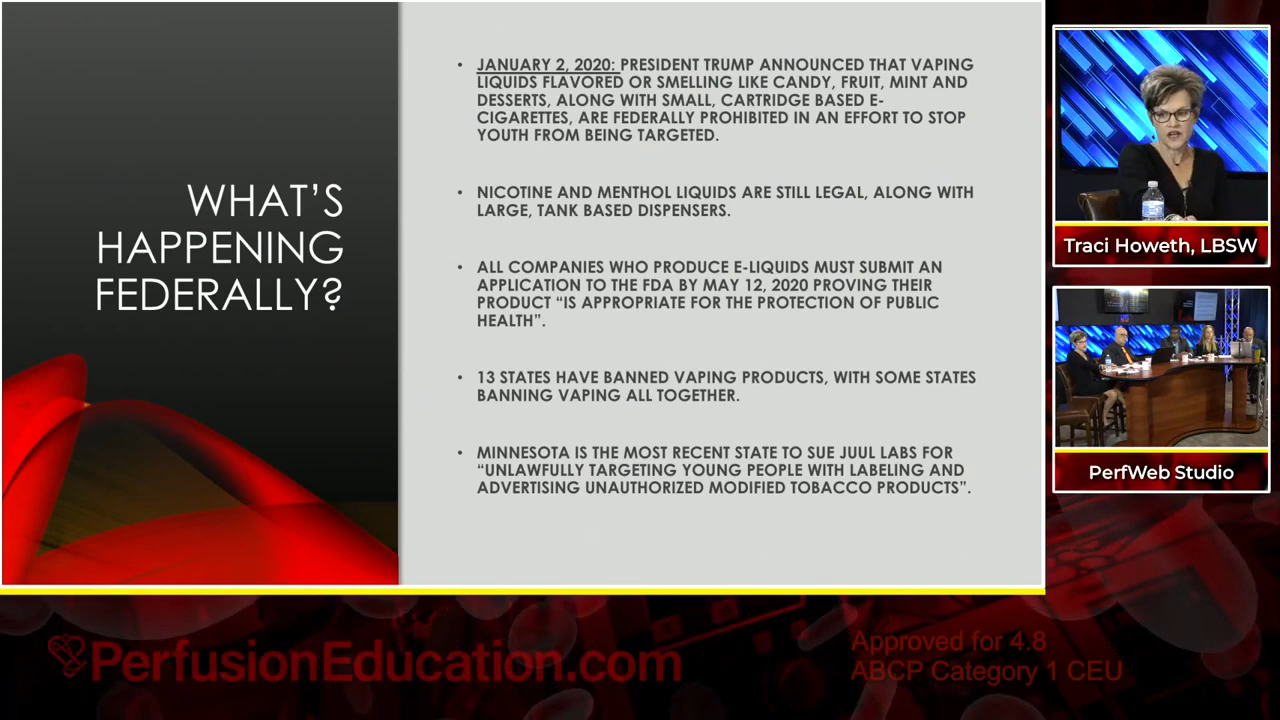 WHAT'S
HAPPENING
FEDERALLY?
• JANUARY 2, 2020: PRESIDENT TRUMP ANNOUNCED THAT VAPING
LIQUIDS FLAVORED OR SMELLING LIKE CANDY, FRUIT, MINT AND
DESSERTS, ALONG WITH SMALL, CARTRIDGE BASED E-
CIGARETTES, ARE FEDERALLY PROHIBITED IN AN EFFORT TO STOP
YOUTH FROM BEING TARGETED.
• NICOTINE AND MENTHOL LIQUIDS ARE STILL LEGAL, ALONG WITH
LARGE, TANK BASED DISPENSERS.
• ALL COMPANIES WHO PRODUCE E-LIQUIDS MUST SUBMIT AN
APPLICATION TO THE FDA BY MAY 12, 2020 PROVING THEIR
PRODUCT "IS APPROPRIATE FOR THE PROTECTION OF PUBLIC
HEALTH".
• 13 STATES HAVE BANNED VAPING PRODUCTS, WITH SOME STATES
BANNING VAPING ALL TOGETHER.
• MINNESOTA IS THE MOST RECENT STATE TO SUE JUUL LABS FOR
"UNLAWFULLY TARGETING YOUNG PEOPLE WITH LABELING AND
ADVERTISING UNAUTHORIZED MODIFIED TOBACCO PRODUCTS".
Traci Howeth, LBSW
PerfWeb Studio
PerfusionEducation.com
Approved for 4.8
ABCP Category 1 CEU